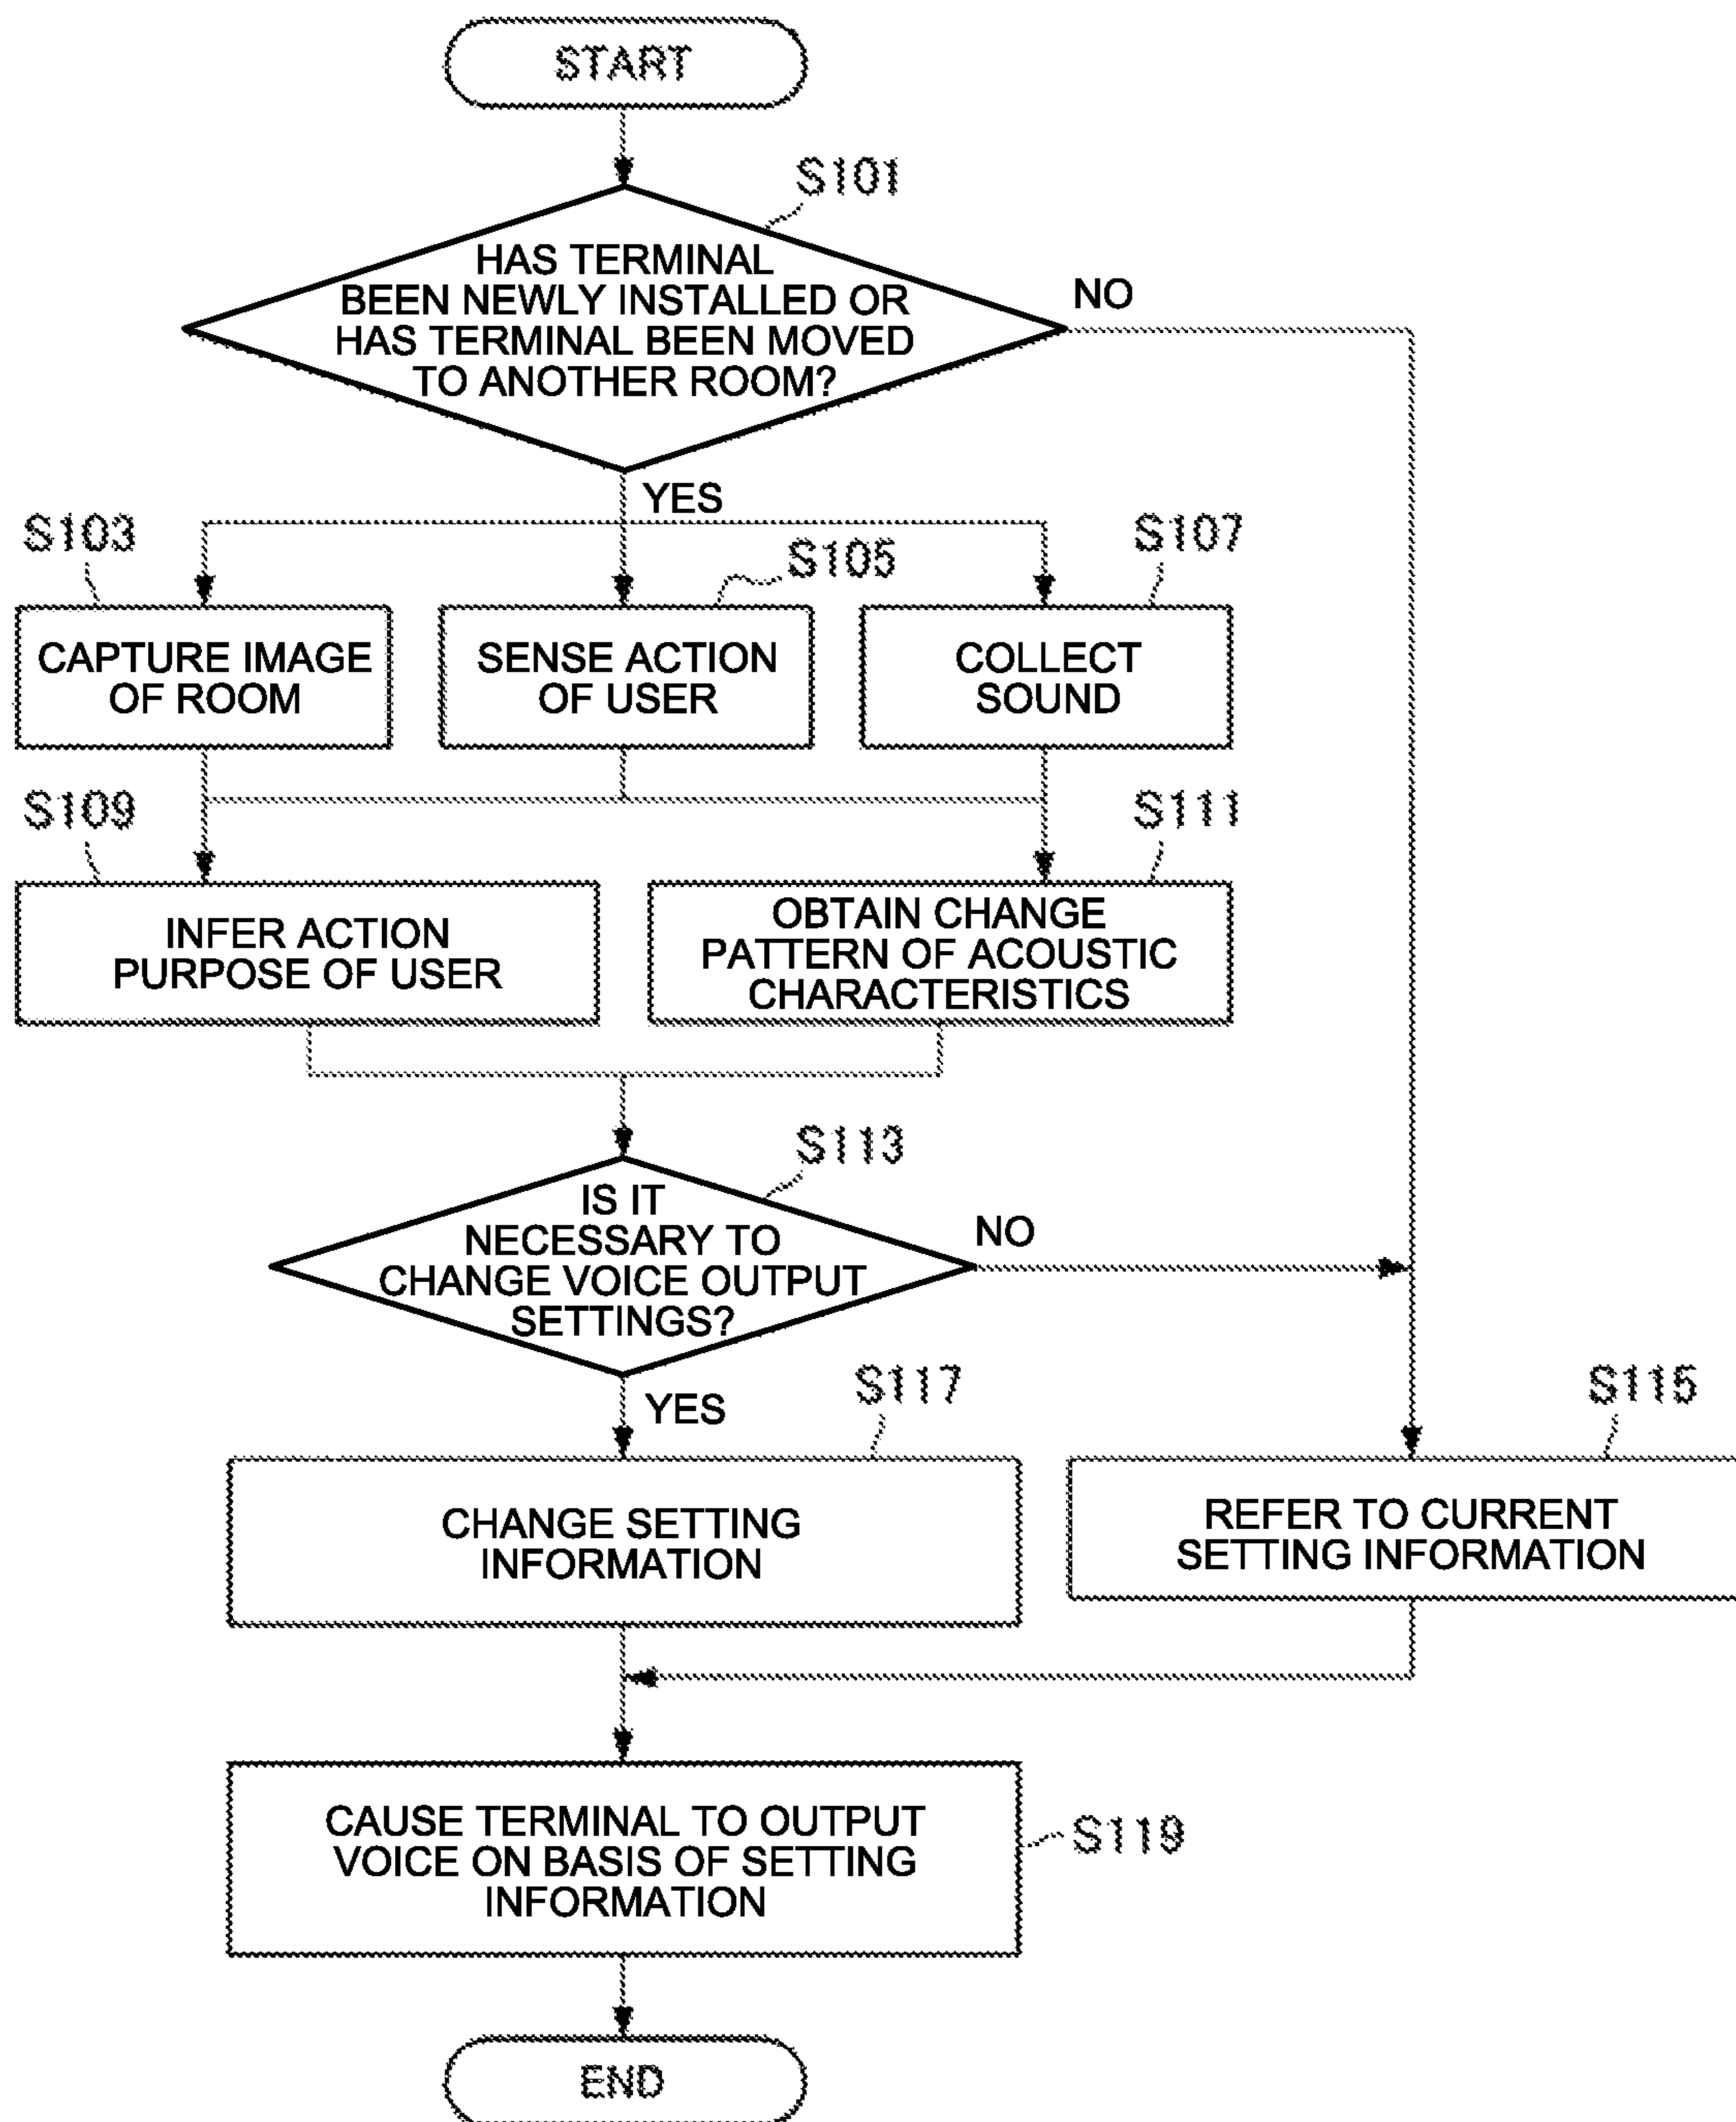 START
S101
HAS TERMINAL
BEEN NEWLY INSTALLED OR
HAS TERMINAL BEEN MOVED
TO ANOTHER ROOM?
NO
YES
S103
S105
S107
CAPTURE IMAGE
OF ROOM
SENSE ACTION
OF USER
COLLECT
SOUND
S109
S111
INFER ACTION
PURPOSE OF USER
OBTAIN CHANGE
PATTERN OF ACOUSTIC
CHARACTERISTICS
S113
IS IT
NECESSARY TO
CHANGE VOICE OUTPUT
SETTINGS?
NO
YES
S117
S115
CHANGE SETTING
INFORMATION
REFER TO CURRENT
SETTING INFORMATION
CAUSE TERMINAL TO OUTPUT
VOICE ON BASIS OF SETTING
INFORMATION
S119
END